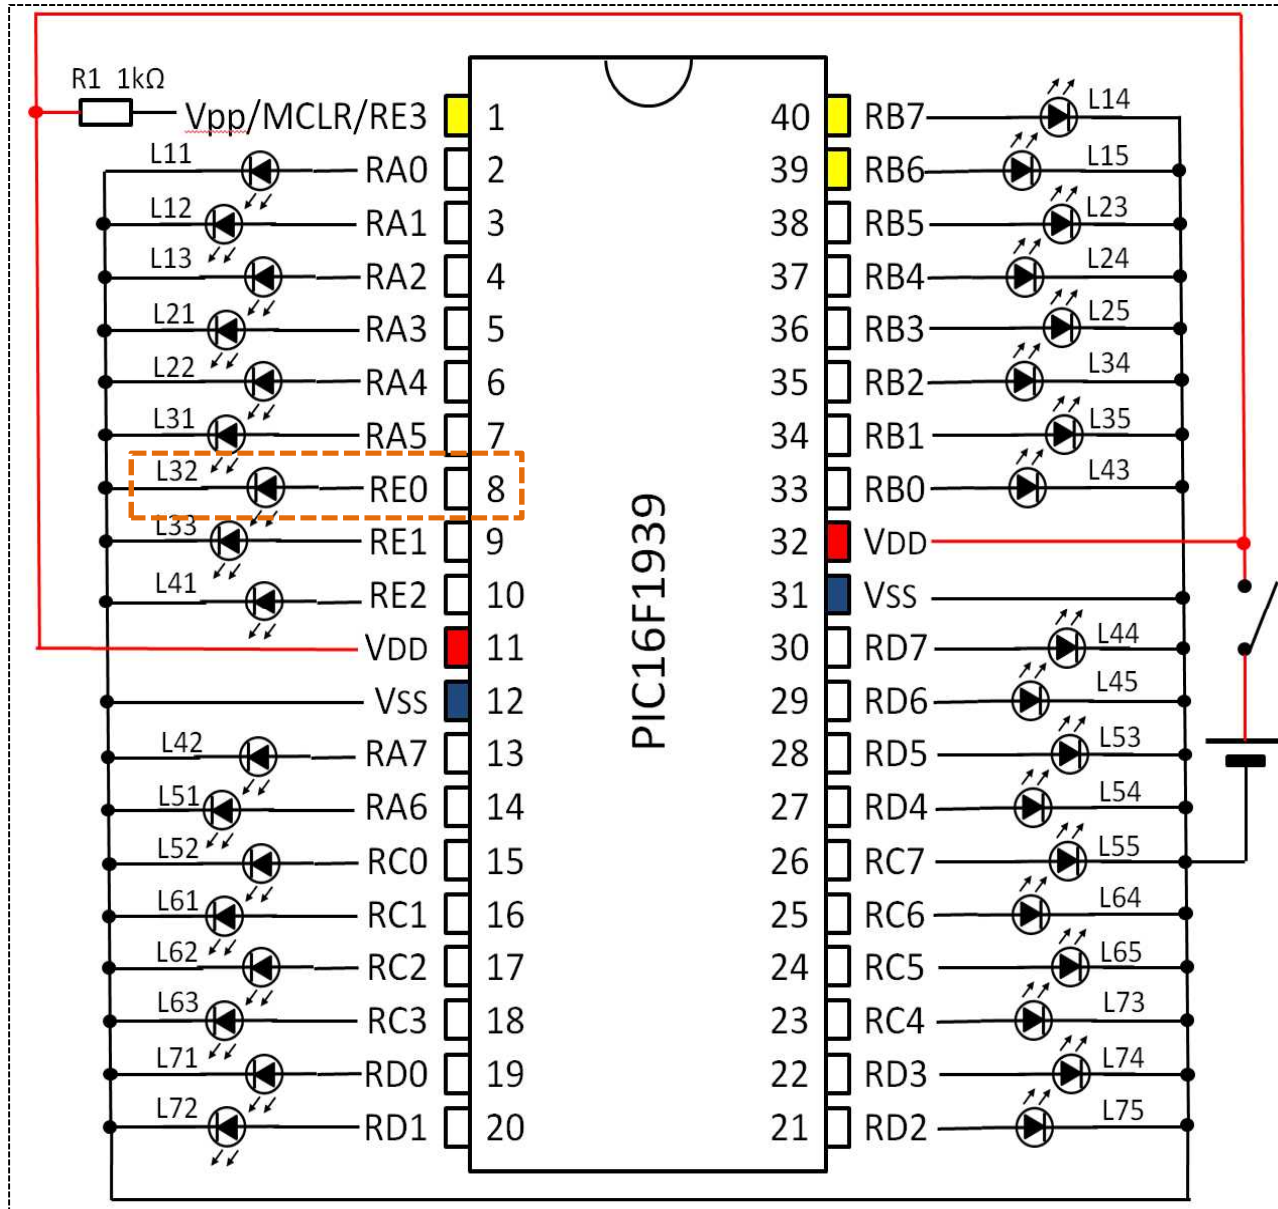 R1 1kΩ
Vpp/MCLR/RE3 1 40 RB7 L14
L11 RA0 2 39 RB6 L15
L12 RA1 3 38 RB5 L23
L13 RA2 4 37 RB4 L24
L21 RA3 5 36 RB3 L25
L22 RA4 6 35 RB2 L34
L31 RA5 7 34 RB1 L35
L32 RE0 8 33 RB0 L43
L33 RE1 9 32 VDD
L41 RE2 10 31 VSS
VDD 11 30 RD7 L44
VSS 12 29 RD6 L45
L42 RA7 13 28 RD5 L53
L51 RA6 14 27 RD4 L54
L52 RC0 15 26 RC7 L55
L61 RC1 16 25 RC6 L64
L62 RC2 17 24 RC5 L65
L63 RC3 18 23 RC4 L73
L71 RD0 19 22 RD3 L74
L72 RD1 20 21 RD2 L75
PIC16F1939